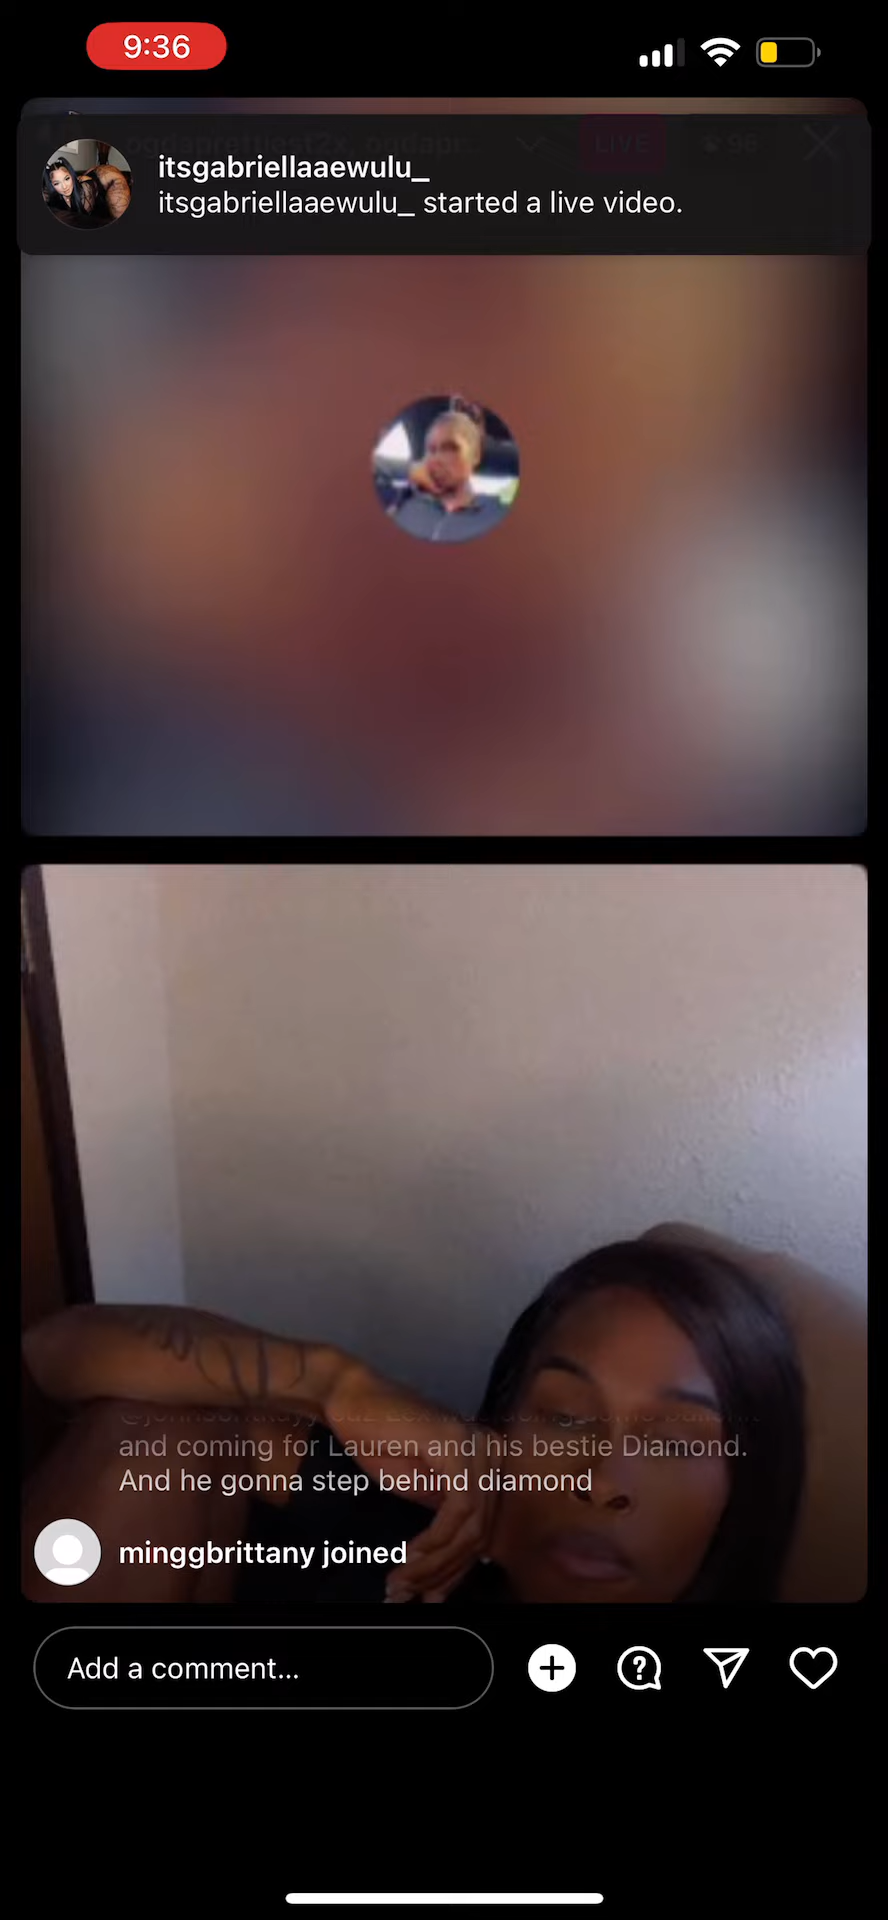 9:36
LIVE
96
itsgabriellaaewulu_
itsgabriellaaewulu_ started a live video.
and coming for Lauren and his bestie Diamond.
And he gonna step behind diamond
minggbrittany joined
Add a comment...